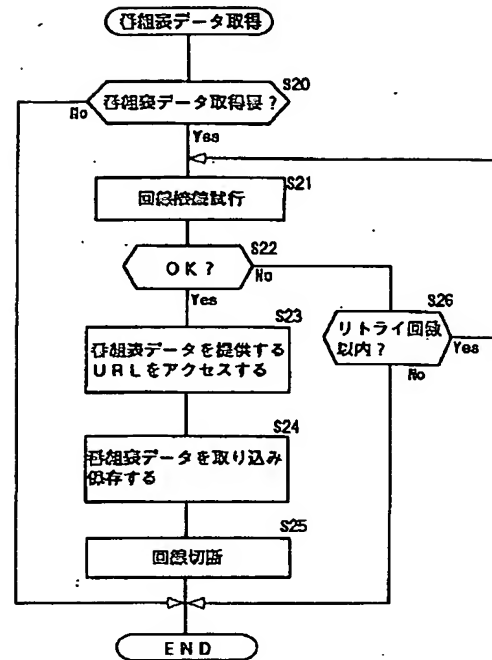 番組表データ取得
S20
番組表データ取得要?
No
Yes
S21
回線接続試行
S22
OK?
No
Yes
S26
リトライ回数
以内?
Yes
No
S23
番組表データを提供する
URLをアクセスする
S24
番組表データを取り込み
保存する
S25
回線切断
END